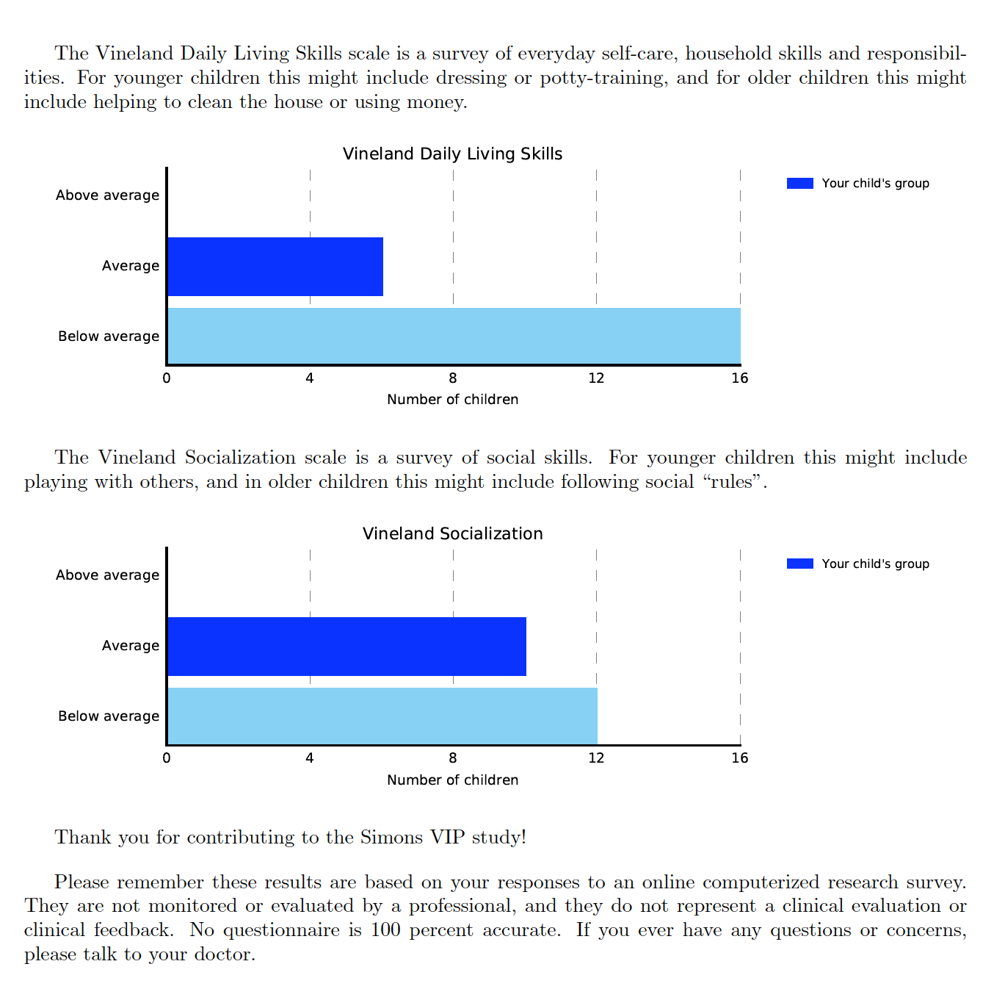 The Vineland Daily Living Skills scale is a survey of everyday self-care, household skills and responsibil-
ities. For younger children this might include dressing or potty-training, and for older children this might
include helping to clean the house or using money.
Vineland Daily Living Skills
Your child's group
Above average
Average
Below average
0 4 8 12 16
Number of children
The Vineland Socialization scale is a survey of social skills. For younger children this might include
playing with others, and in older children this might include following social “rules”.
Vineland Socialization
Your child's group
Above average
Average
Below average
0 4 8 12 16
Number of children
Thank you for contributing to the Simons VIP study!
Please remember these results are based on your responses to an online computerized research survey.
They are not monitored or evaluated by a professional, and they do not represent a clinical evaluation or
clinical feedback. No questionnaire is 100 percent accurate. If you ever have any questions or concerns,
please talk to your doctor.